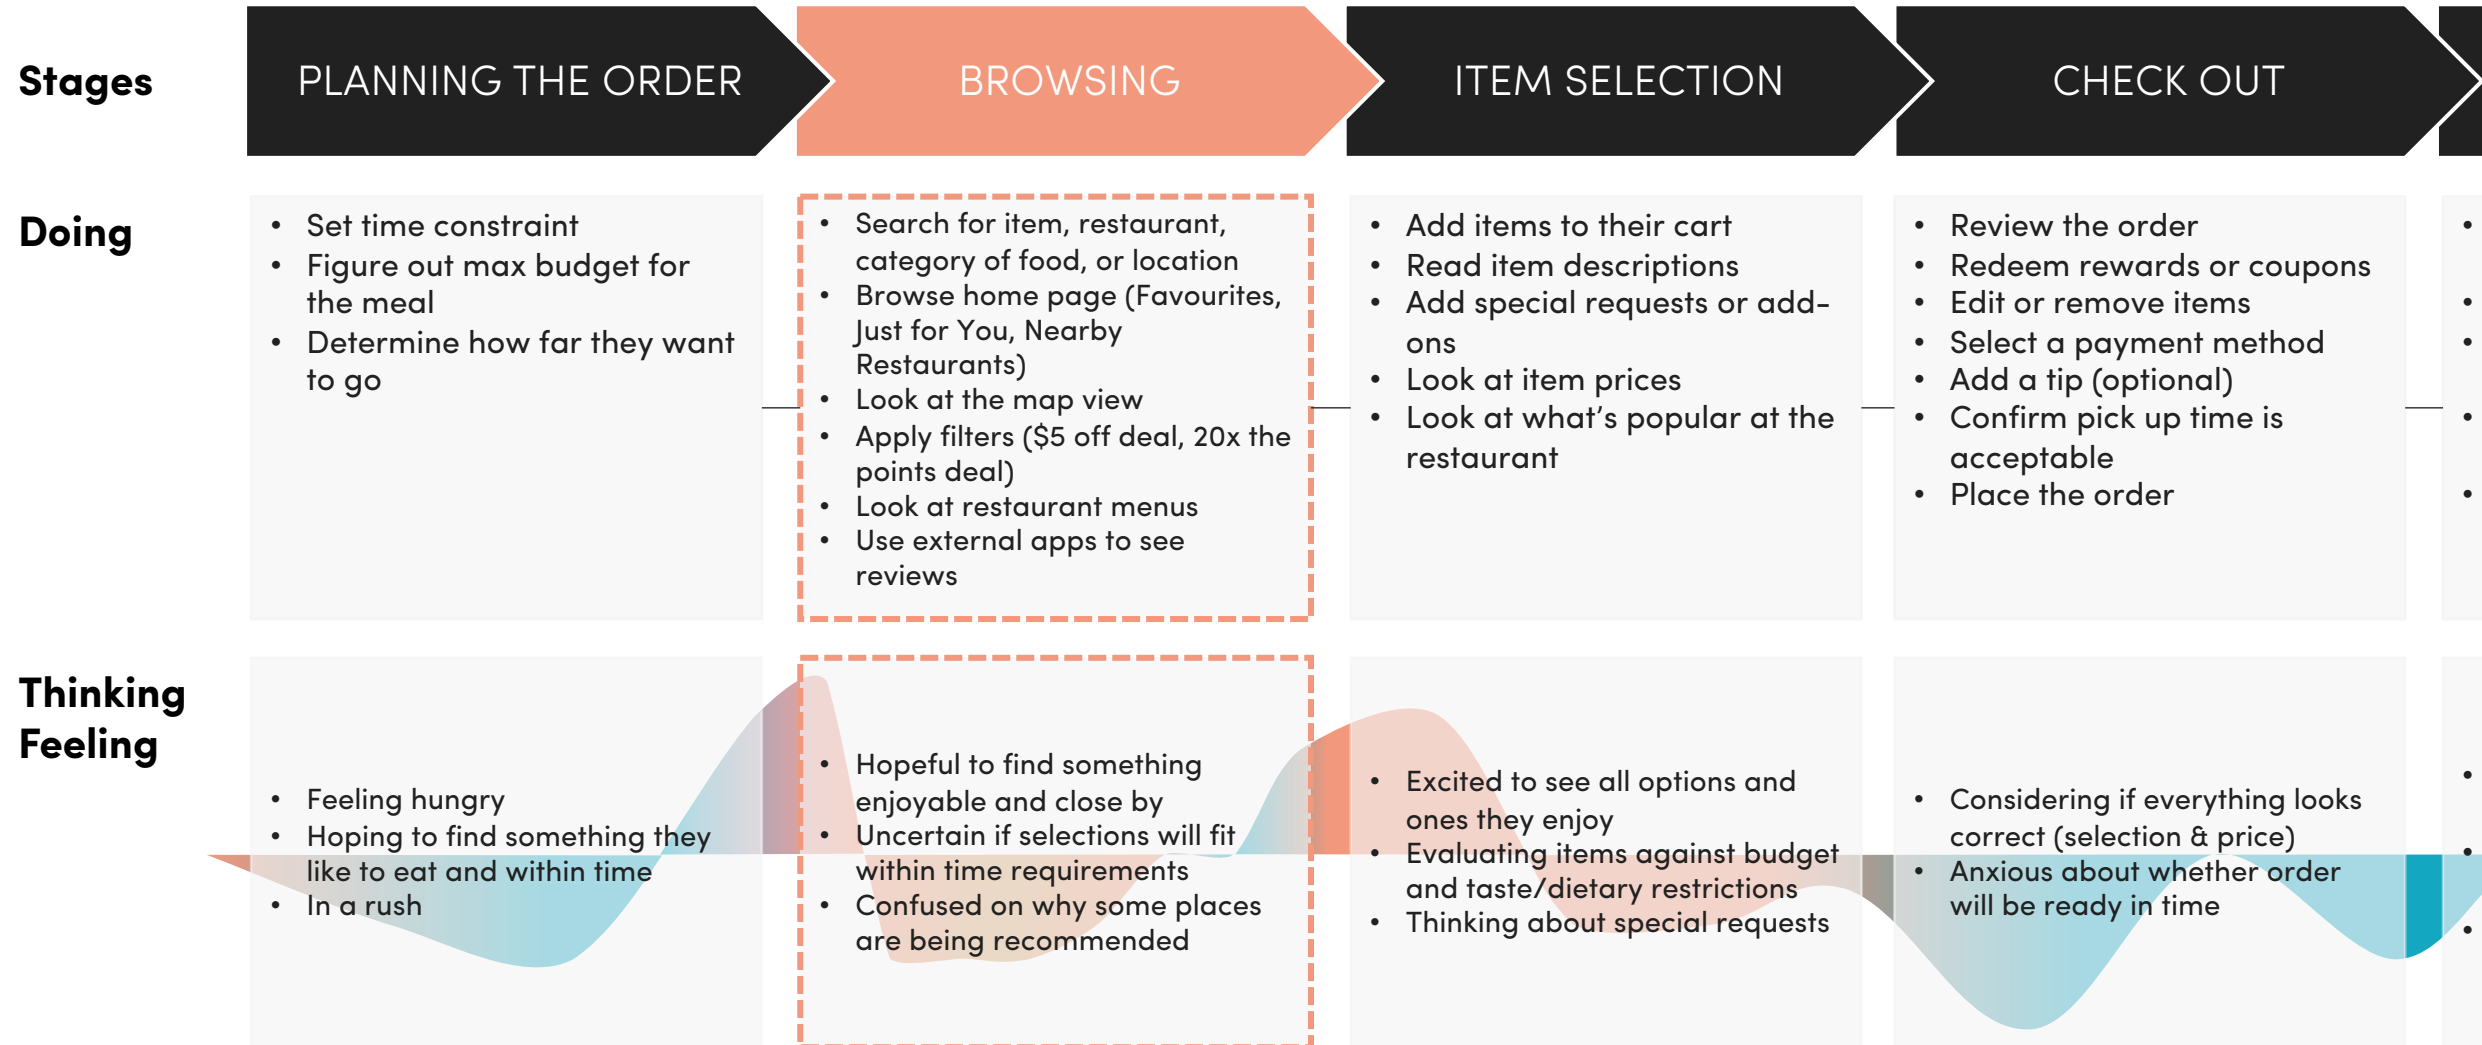 Stages
PLANNING THE ORDER
BROWSING
ITEM SELECTION
CHECK OUT
Doing
• Set time constraint
• Figure out max budget for
the meal
• Determine how far they want
to go
• Search for item, restaurant,
category of food, or location
• Browse home page (Favourites,
Just for You, Nearby
Restaurants)
• Look at the map view
• Apply filters ($5 off deal, 20x the
points deal)
• Look at restaurant menus
• Use external apps to see
reviews
• Add items to their cart
• Read item descriptions
• Add special requests or add-
ons
• Look at item prices
• Look at what’s popular at the
restaurant
• Review the order
• Redeem rewards or coupons
• Edit or remove items
• Select a payment method
• Add a tip (optional)
• Confirm pick up time is
acceptable
• Place the order
Thinking
Feeling
• Feeling hungry
• Hoping to find something they
like to eat and within time
• In a rush
• Hopeful to find something
enjoyable and close by
• Uncertain if selections will fit
within time requirements
• Confused on why some places
are being recommended
• Excited to see all options and
ones they enjoy
• Evaluating items against budget
and taste/dietary restrictions
• Thinking about special requests
• Considering if everything looks
correct (selection & price)
• Anxious about whether order
will be ready in time